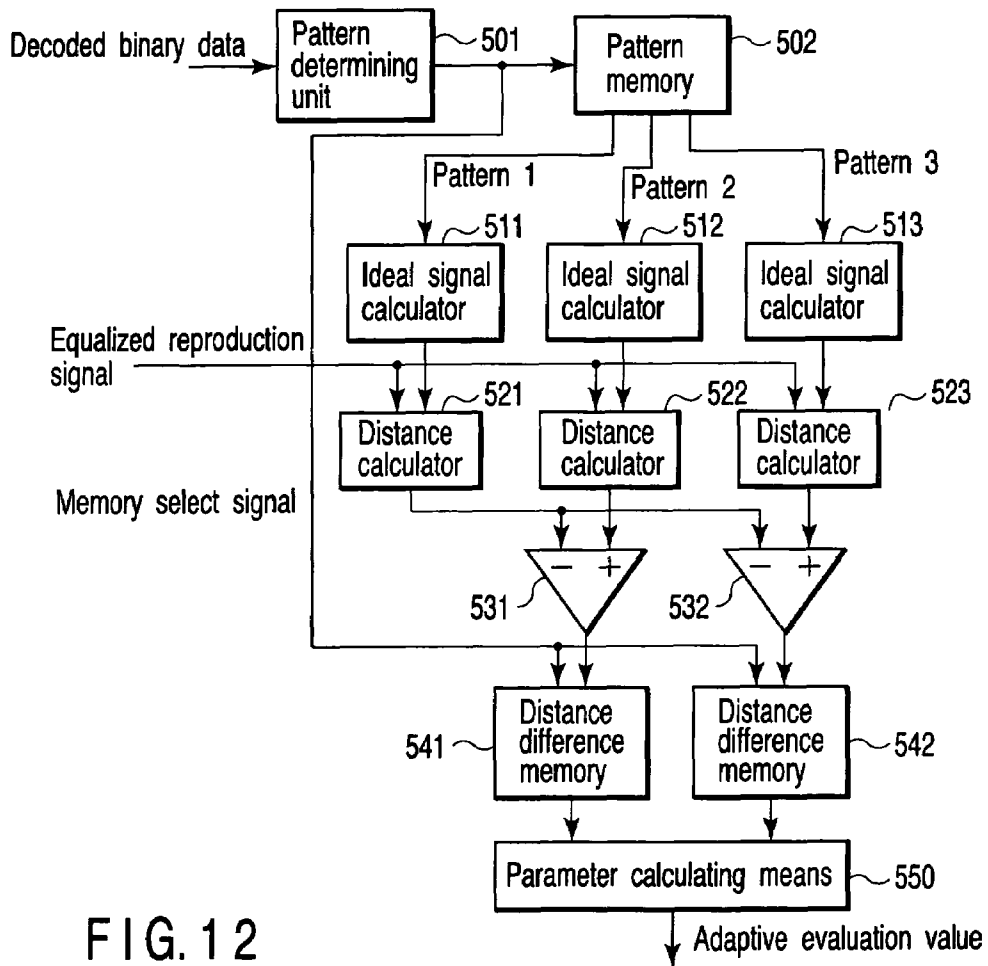 Decoded binary data
Pattern
determining
unit
501
Pattern
memory
502
Pattern 1
Pattern 2
Pattern 3
511
512
513
Ideal signal
calculator
Ideal signal
calculator
Ideal signal
calculator
Equalized reproduction
signal
521
522
523
Distance
calculator
Distance
calculator
Distance
calculator
Memory select signal
− +
− +
531
532
541
Distance
difference
memory
Distance
difference
memory
542
Parameter calculating means
550
FIG. 12
Adaptive evaluation value